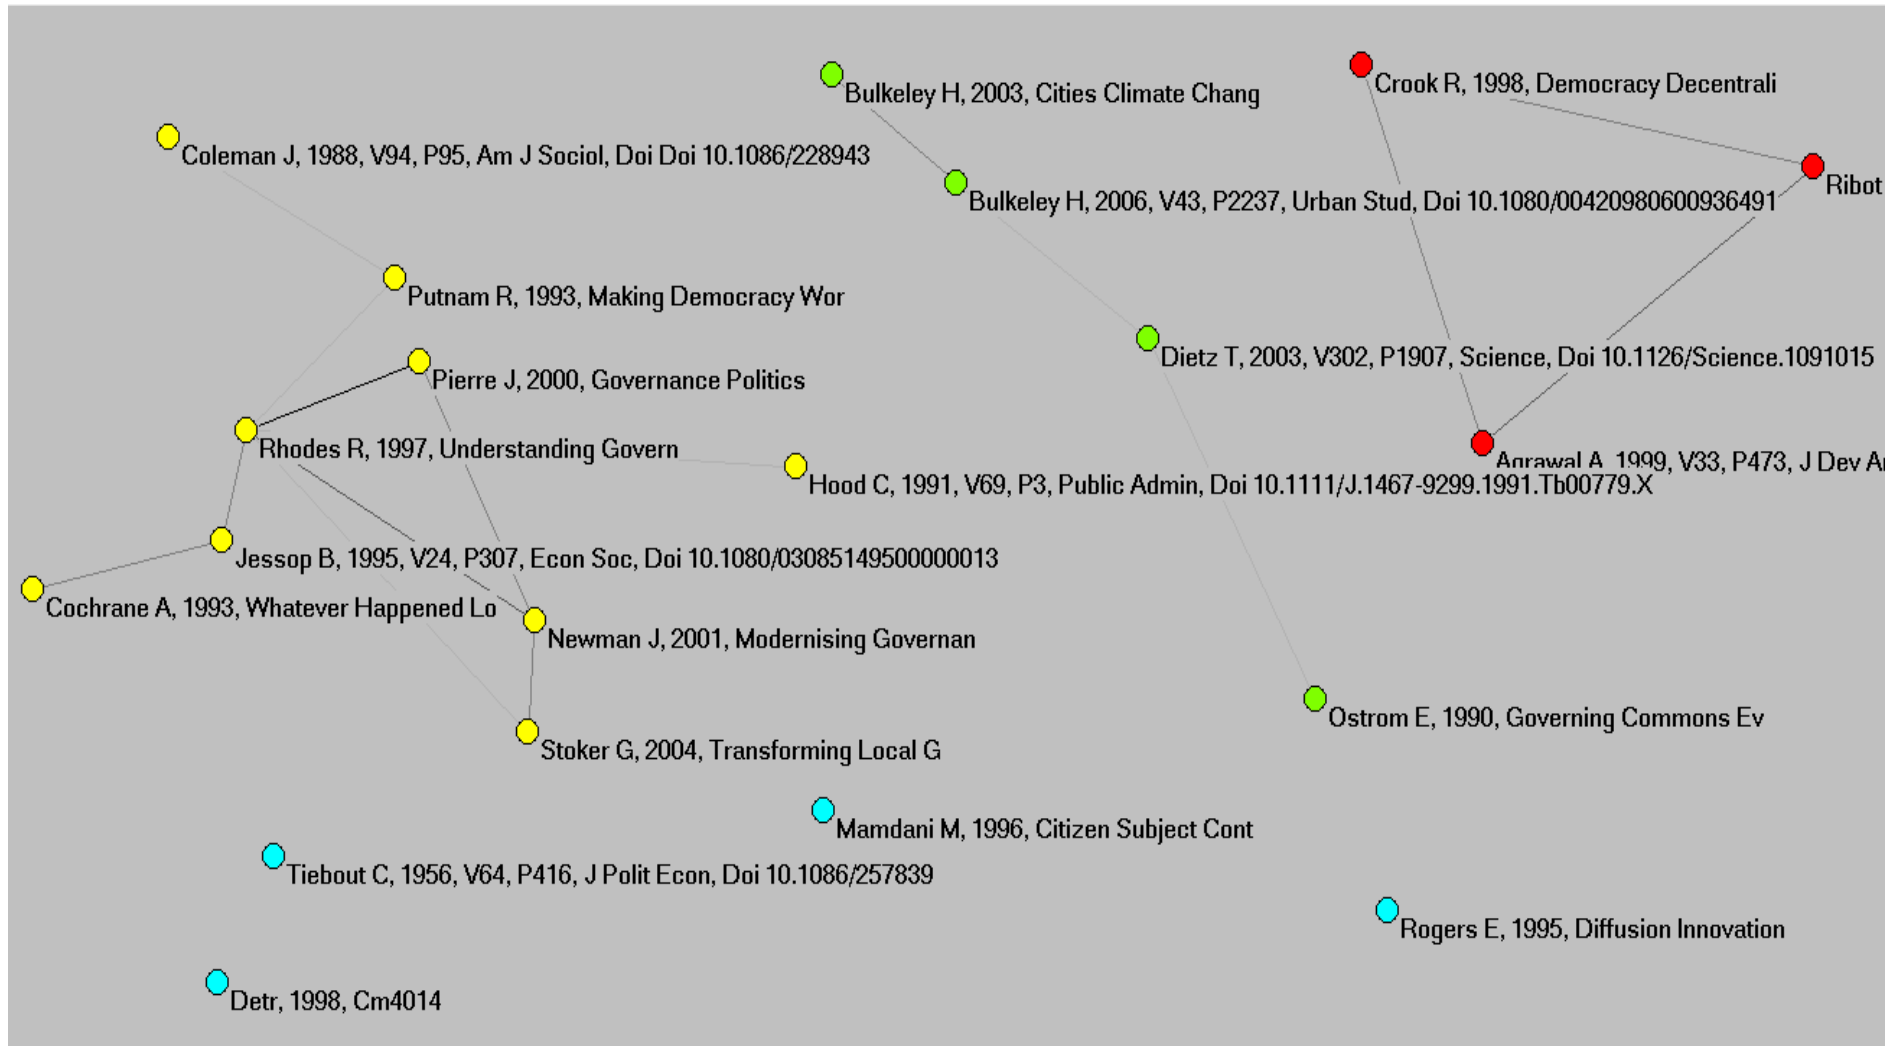 Bulkeley H, 2003, Cities Climate Chang
Crook R, 1998, Democracy Decentrali
Coleman J, 1988, V94, P95, Am J Sociol, Doi Doi 10.1086/228943
Ribot
Bulkeley H, 2006, V43, P2237, Urban Stud, Doi 10.1080/00420980600936491
Putnam R, 1993, Making Democracy Wor
Dietz T, 2003, V302, P1907, Science, Doi 10.1126/Science.1091015
Pierre J, 2000, Governance Politics
Rhodes R, 1997, Understanding Govern
Agrawal A, 1999, V33, P473, J Dev
Hood C, 1991, V69, P3, Public Admin, Doi 10.1111/J.1467-9299.1991.Tb00779.X
Jessop B, 1995, V24, P307, Econ Soc, Doi 10.1080/03085149500000013
Cochrane A, 1993, Whatever Happened Lo
Newman J, 2001, Modernising Governan
Ostrom E, 1990, Governing Commons Ev
Stoker G, 2004, Transforming Local G
Mamdani M, 1996, Citizen Subject Cont
Tiebout C, 1956, V64, P416, J Polit Econ, Doi 10.1086/257839
Rogers E, 1995, Diffusion Innovation
Detr, 1998, Cm4014